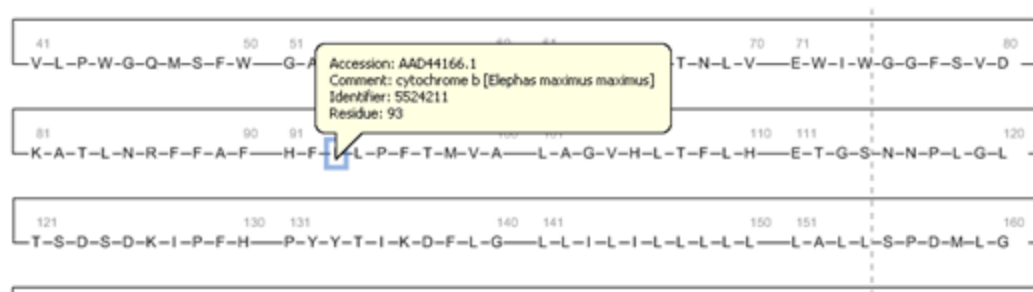 41 50 51 70 71 80
V-L-P-W-G-Q-M-S-F-W—G-A T-N-L-V—E-W-I-W-G-G-F-S-V-D
Accession: AAD44166.1
Comment: cytochrome b [Elephas maximus maximus]
Identifier: 5524211
Residue: 93
81 90 91 110 111 120
K-A-T-L-N-R-F-F-A-F—H-F- -L-P-F-T-M-V-A—L-A-G-V-H-L-T-F-L-H—E-T-G-S-N-N-P-L-G-L
121 130 131 140 141 150 151 160
T-S-D-S-D-K-I-P-F-H—P-Y-Y-T-I-K-D-F-L-G—L-L-I-L-I-L-L-L-L-L—L-A-L-L-S-P-D-M-L-G